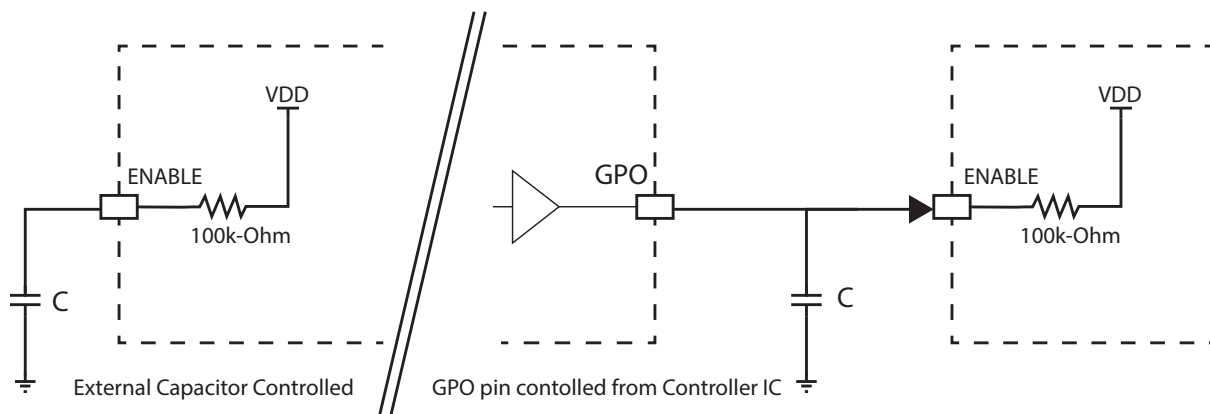 VDD
ENABLE
100k-Ohm
C
External Capacitor Controlled
GPO
C
GPO pin contolled from Controller IC
VDD
ENABLE
100k-Ohm